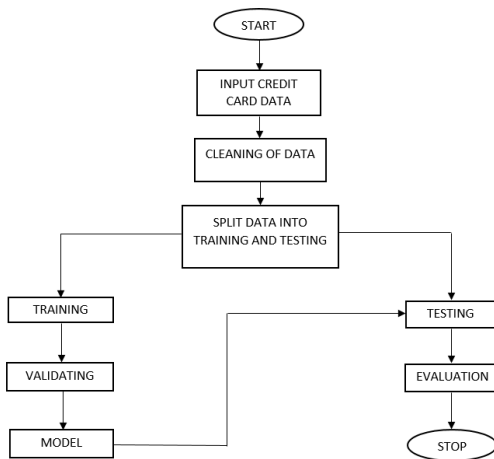 START
INPUT CREDIT
CARD DATA
CLEANING OF DATA
SPLIT DATA INTO
TRAINING AND TESTING
TRAINING
VALIDATING
MODEL
TESTING
EVALUATION
STOP